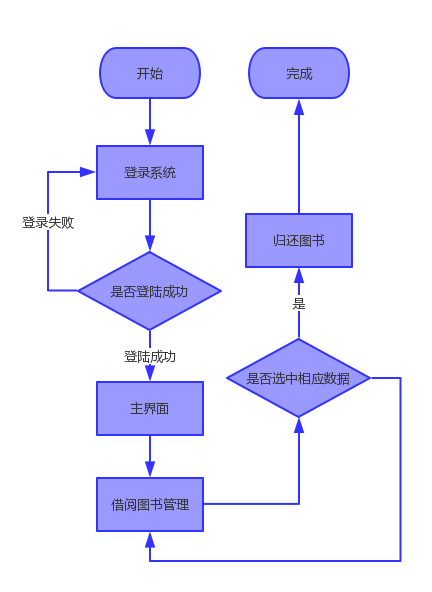 开始
完成
登录系统
登录失败
归还图书
是否登陆成功
是
登陆成功
是否选中相应数据
主界面
借阅图书管理